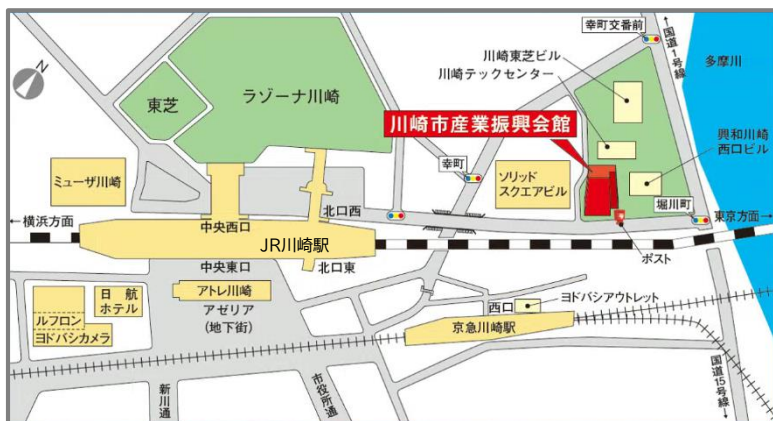 幸町交番前
←国道1号線
多摩川
川崎東芝ビル
川崎テックセンター
N
東芝
ラゾーナ川崎
川崎市産業振興会館
興和川崎
西口ビル
ミューザ川崎
幸町
ソリッド
スクエアビル
堀川町
←横浜方面
北口西
東京方面→
中央西口
JR川崎駅
ポスト
中央東口
北口東
日航
ホテル
アトレ川崎
アゼリア
(地下街)
西口
ヨドバシアウトレット
ルフロン
ヨドバシカメラ
京急川崎駅
新川通
市役所通
国道15号線→